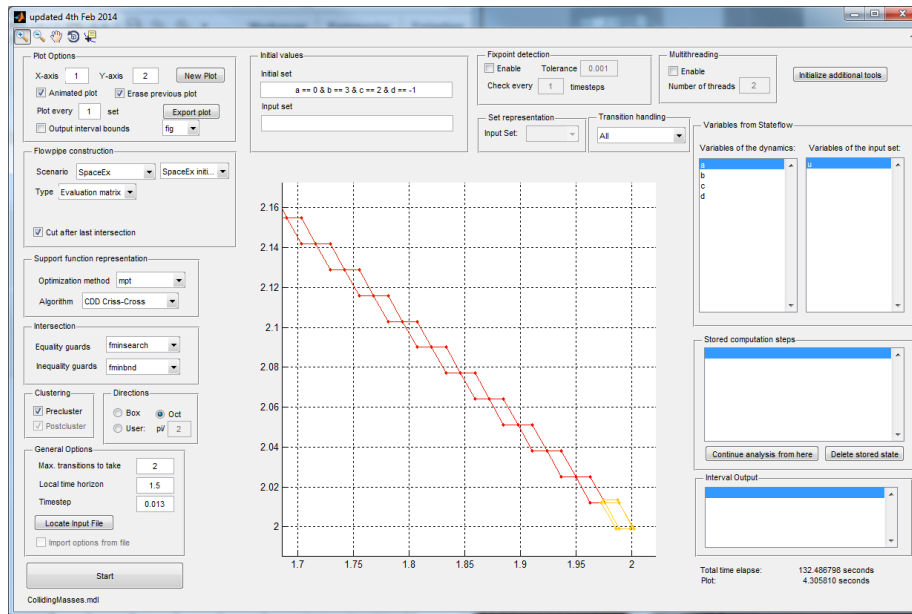 updated 4th Feb 2014
Plot Options
X-axis 1 Y-axis 2 New Plot
Animated plot Erase previous plot
Plot every 1 set Export plot
Output interval bounds fig
Flowpipe construction
Scenario SpaceEx SpaceEx initi...
Type Evaluation matrix
Cut after last intersection
Support function representation
Optimization method mpt
Algorithm CDD Criss-Cross
Intersection
Equality guards fminsearch
Inequality guards fminbnd
Clustering
Precluster
Postcluster
Directions
Box Oct
User: pi/ 2
General Options
Max. transitions to take 2
Local time horizon 1.5
Timestep 0.013
Locate Input File
Import options from file
Start
CollidingMasses.mdl
Initial values
Initial set
a == 0 & b == 3 & c == 2 & d == -1
Input set
Fixpoint detection
Enable Tolerance 0.001
Check every 1 timesteps
Multithreading
Enable
Number of threads 2
Initialize additional tools
Set representation
Input Set:
Transition handling
All
2.16
2.14
2.12
2.1
2.08
2.06
2.04
2.02
2
1.7 1.75 1.8 1.85 1.9 1.95 2
Variables from Stateflow
Variables of the dynamics: Variables of the input set:
a u
b
c
d
Stored computation steps
Continue analysis from here Delete stored state
Interval Output
Total time elapse: 132.486798 seconds
Plot: 4.305810 seconds